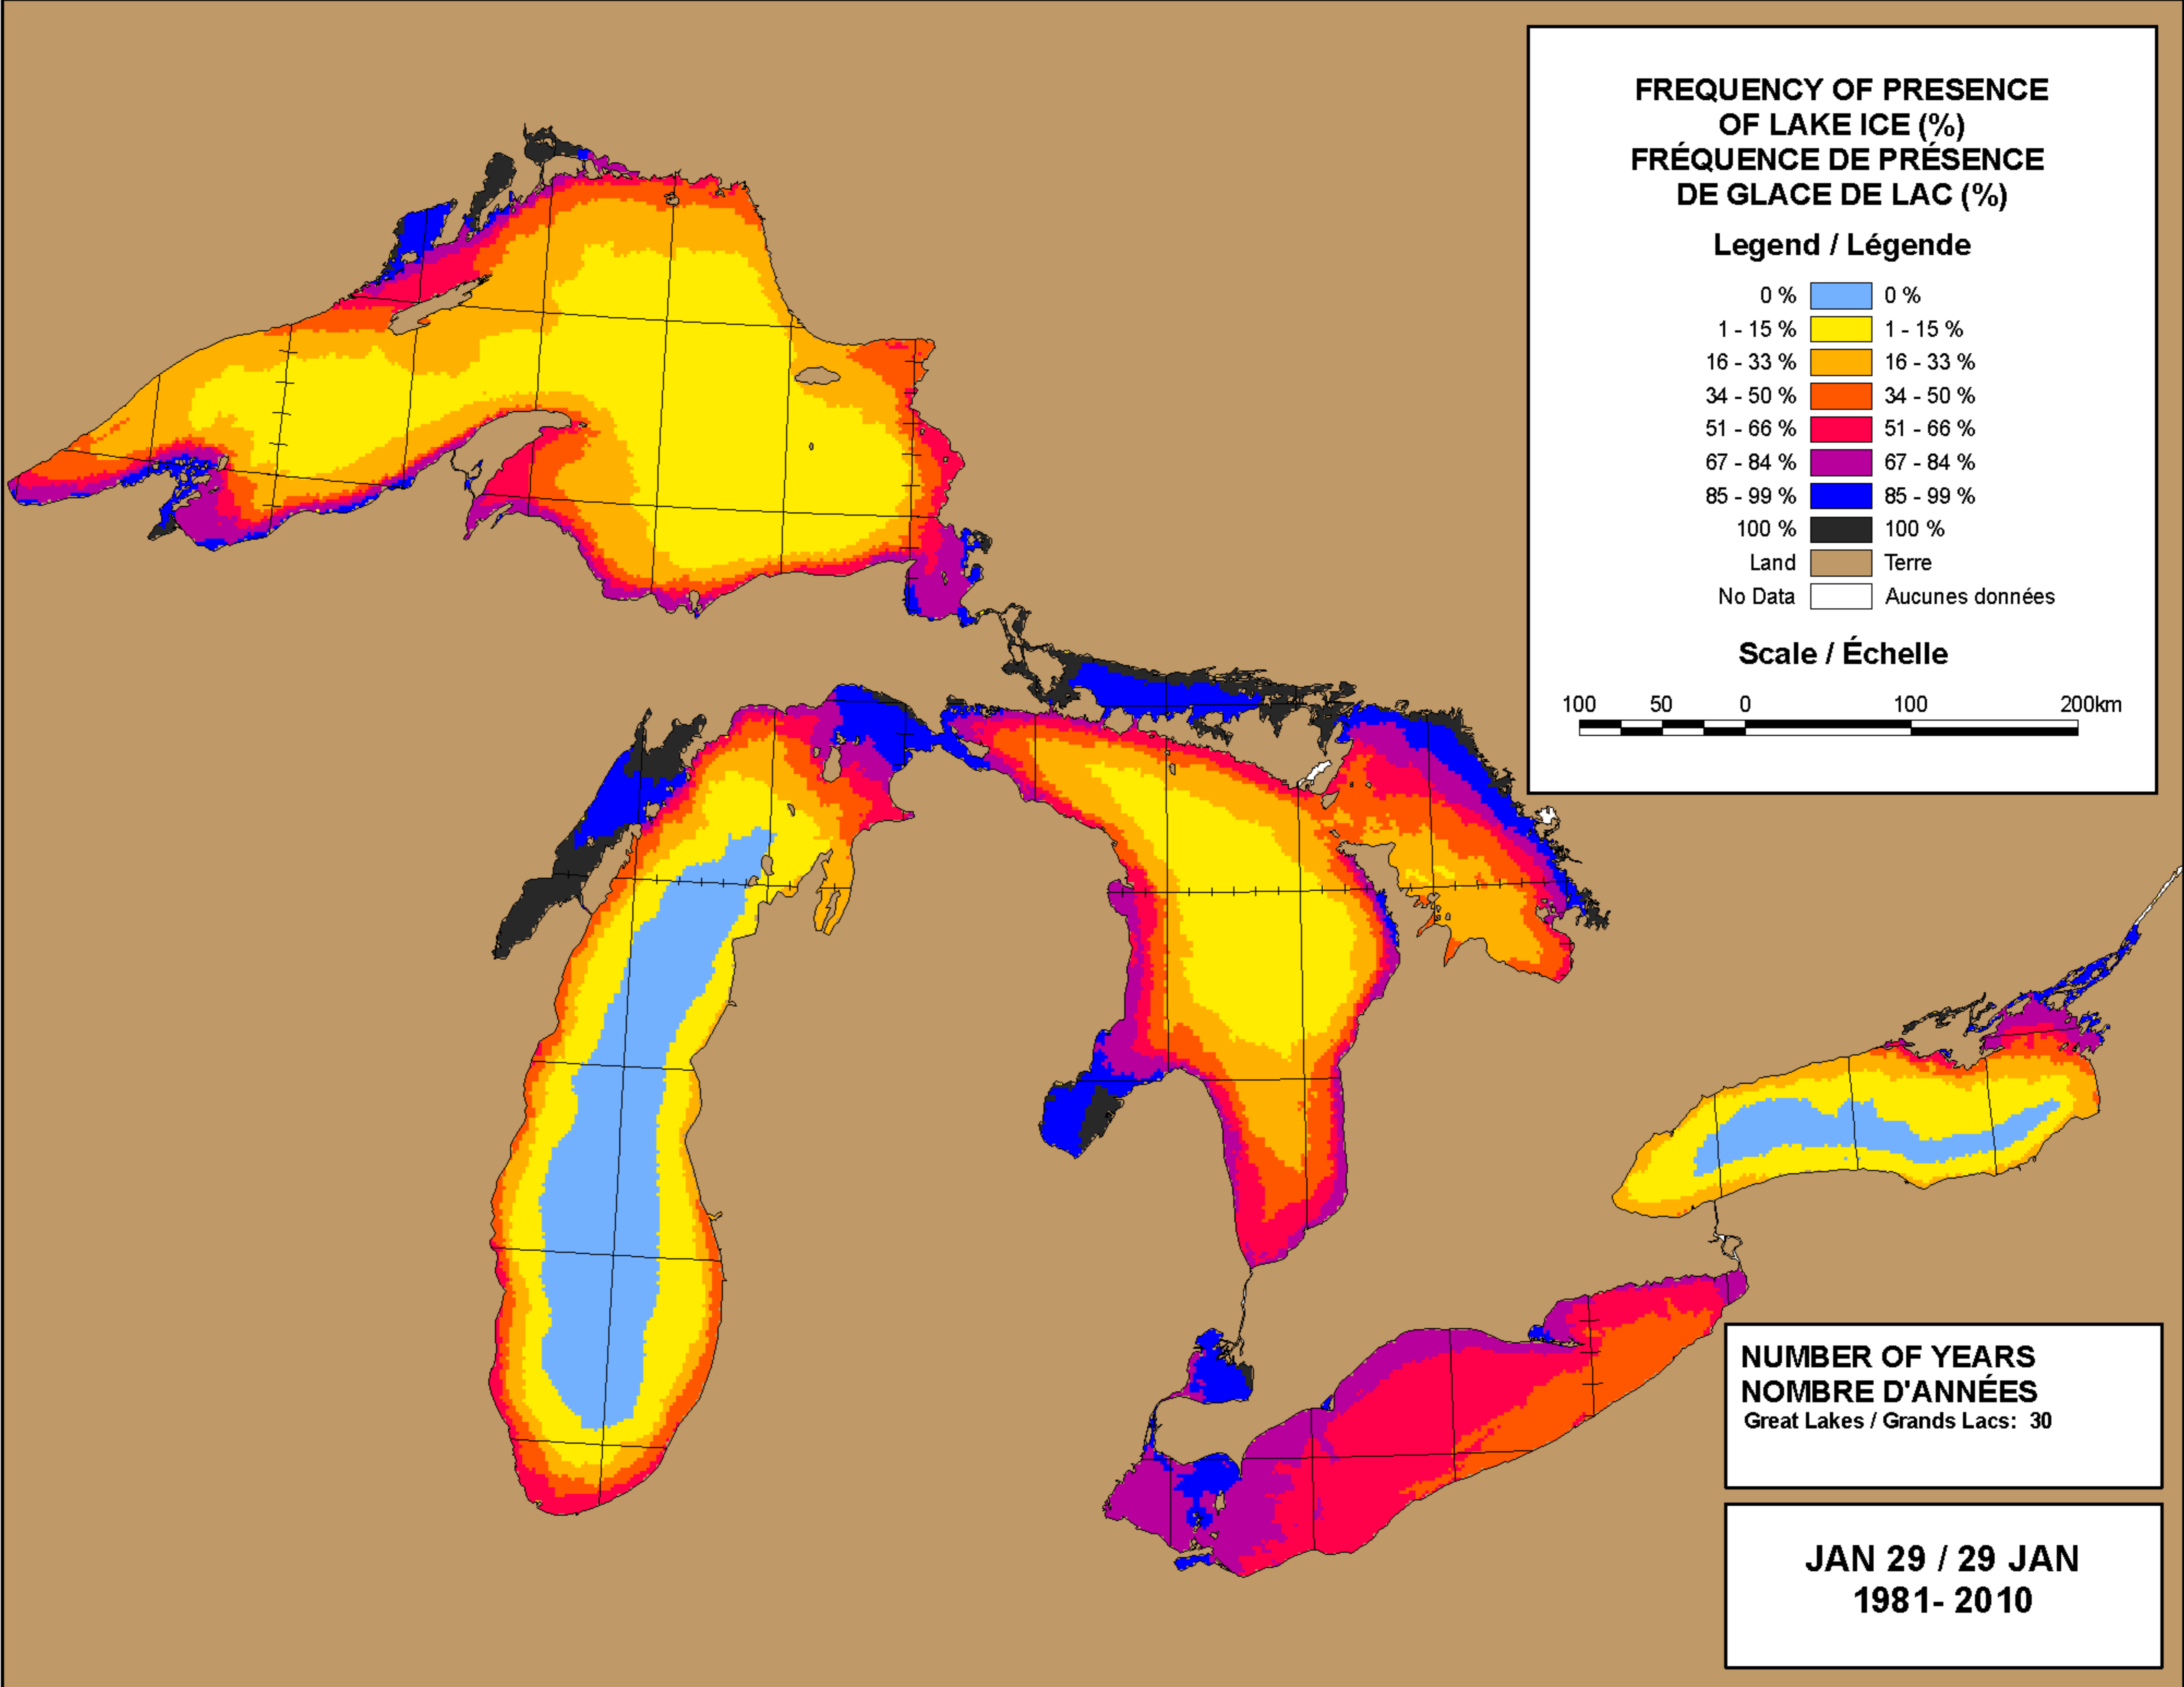 FREQUENCY OF PRESENCE
OF LAKE ICE (%)
FRÉQUENCE DE PRÉSENCE
DE GLACE DE LAC (%)
Legend / Légende
0 % 0 %
1 - 15 % 1 - 15 %
16 - 33 % 16 - 33 %
34 - 50 % 34 - 50 %
51 - 66 % 51 - 66 %
67 - 84 % 67 - 84 %
85 - 99 % 85 - 99 %
100 % 100 %
Land Terre
No Data Aucunes données
Scale / Échelle
100 50 0 100 200km
NUMBER OF YEARS
NOMBRE D'ANNÉES
Great Lakes / Grands Lacs: 30
JAN 29 / 29 JAN
1981- 2010